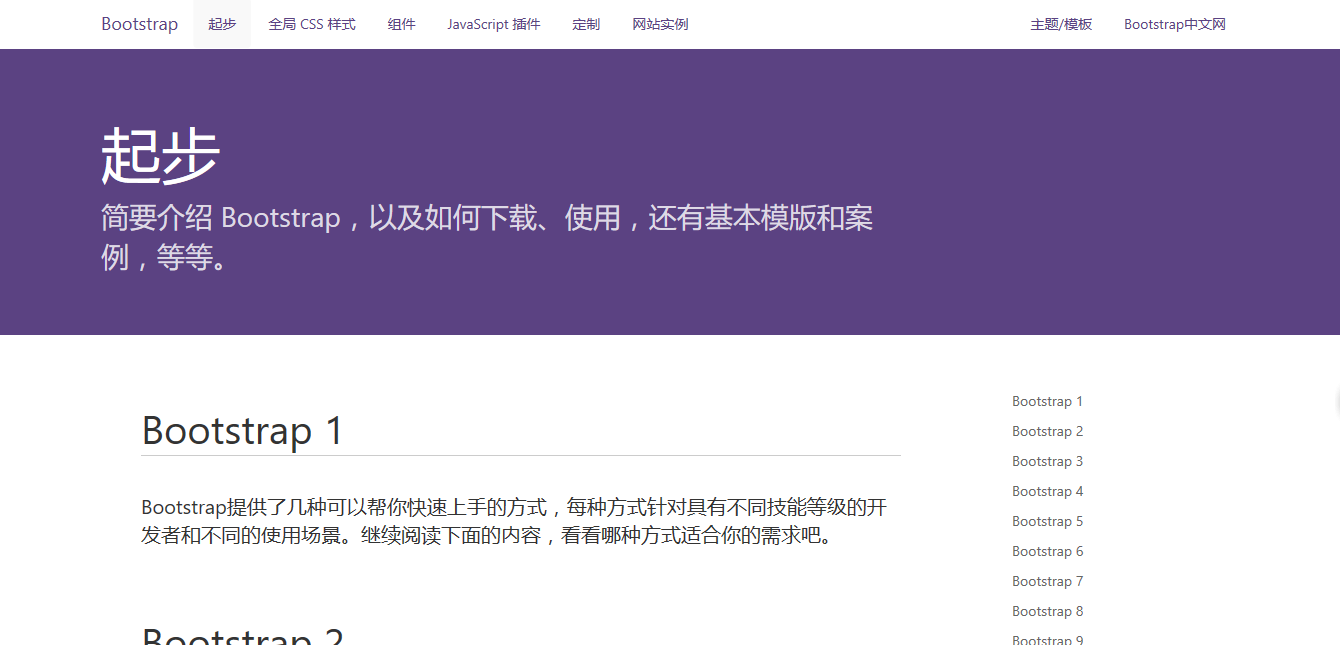 Bootstrap 起步 全局 CSS 样式 组件 JavaScript 插件 定制 网站实例 主题/模板 Bootstrap中文网
起步
简要介绍 Bootstrap，以及如何下载、使用，还有基本模版和案
例，等等。
Bootstrap 1
Bootstrap提供了几种可以帮你快速上手的方式，每种方式针对具有不同技能等级的开
发者和不同的使用场景。继续阅读下面的内容，看看哪种方式适合你的需求吧。
Bootstrap 2
Bootstrap 1
Bootstrap 2
Bootstrap 3
Bootstrap 4
Bootstrap 5
Bootstrap 6
Bootstrap 7
Bootstrap 8
Bootstrap 9